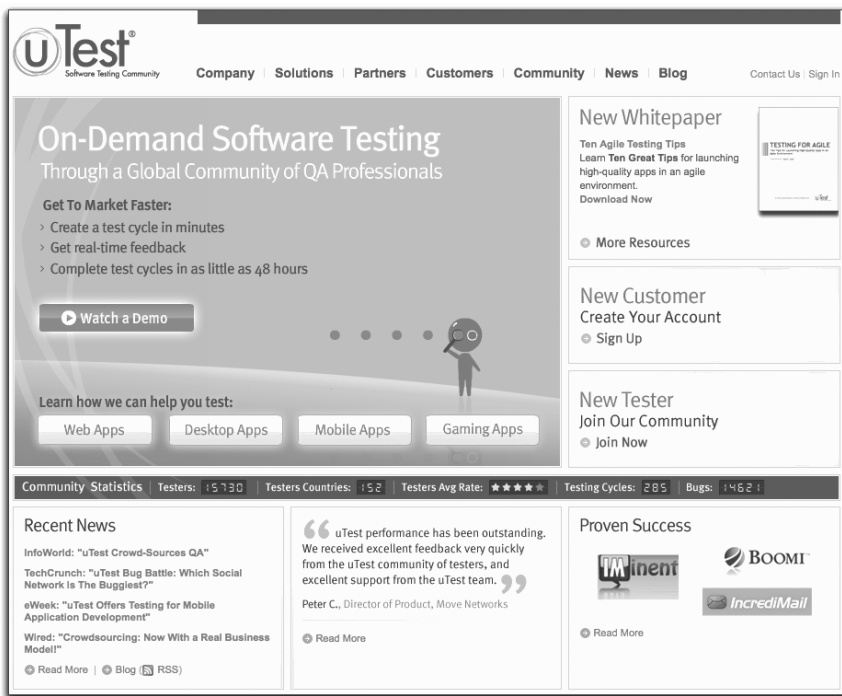 uTest®
Software Testing Community
Company | Solutions | Partners | Customers | Community | News | Blog
Contact Us | Sign In
On-Demand Software Testing
Through a Global Community of QA Professionals
Get To Market Faster:
› Create a test cycle in minutes
› Get real-time feedback
› Complete test cycles in as little as 48 hours
Watch a Demo
Learn how we can help you test:
Web Apps
Desktop Apps
Mobile Apps
Gaming Apps
New Whitepaper
Ten Agile Testing Tips
Learn Ten Great Tips for launching
high-quality apps in an agile
environment.
Download Now
TESTING FOR AGILE
uTest
More Resources
New Customer
Create Your Account
Sign Up
New Tester
Join Our Community
Join Now
Community Statistics | Testers: 15730 | Testers Countries: 152 | Testers Avg Rate: ★★★★★ | Testing Cycles: 285 | Bugs: 14621
Recent News
InfoWorld: "uTest Crowd-Sources QA"
TechCrunch: "uTest Bug Battle: Which Social
Network Is The Buggiest?"
eWeek: "uTest Offers Testing for Mobile
Application Development"
Wired: "Crowdsourcing: Now With a Real Business
Model!"
Read More | Blog ( RSS)
“ uTest performance has been outstanding.
We received excellent feedback very quickly
from the uTest community of testers, and
excellent support from the uTest team. ”
Peter C., Director of Product, Move Networks
Read More
Proven Success
IMinent
BOOMI
IncrediMail
Read More